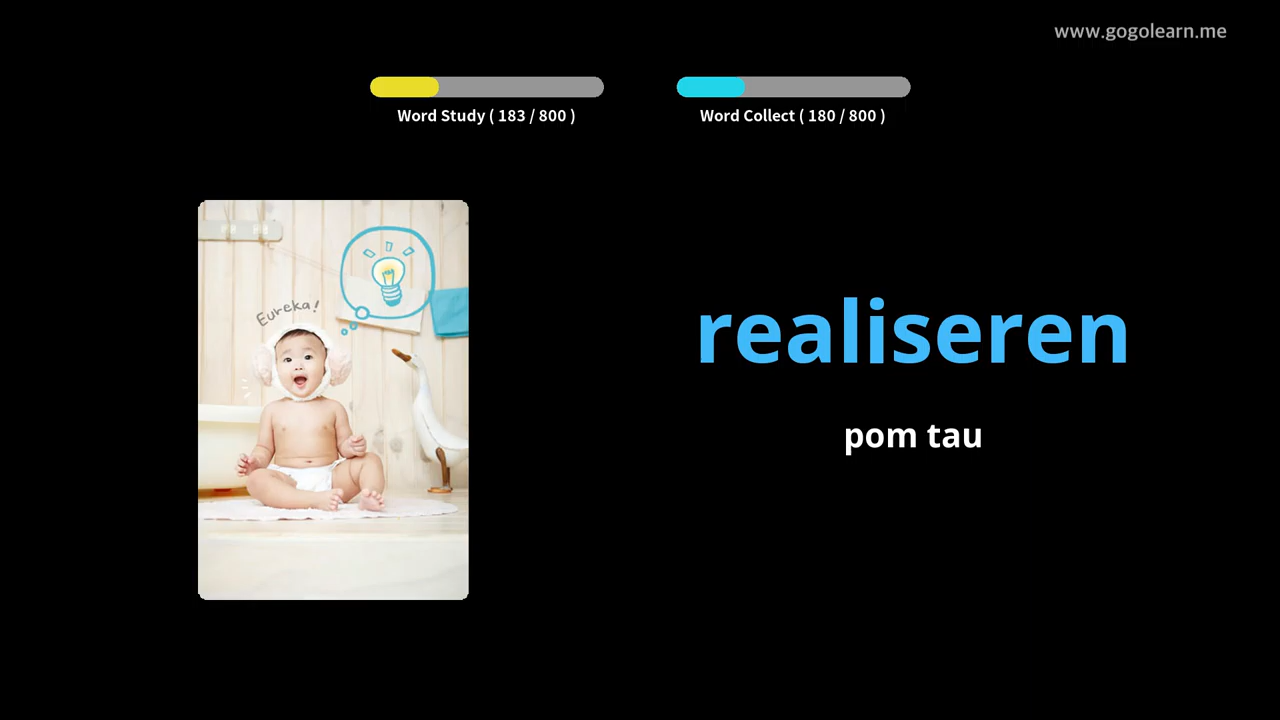 www.gogolearn.me
Word Study ( 183 / 800 )
Word Collect ( 180 / 800 )
Eureka!
realiseren
pom tau